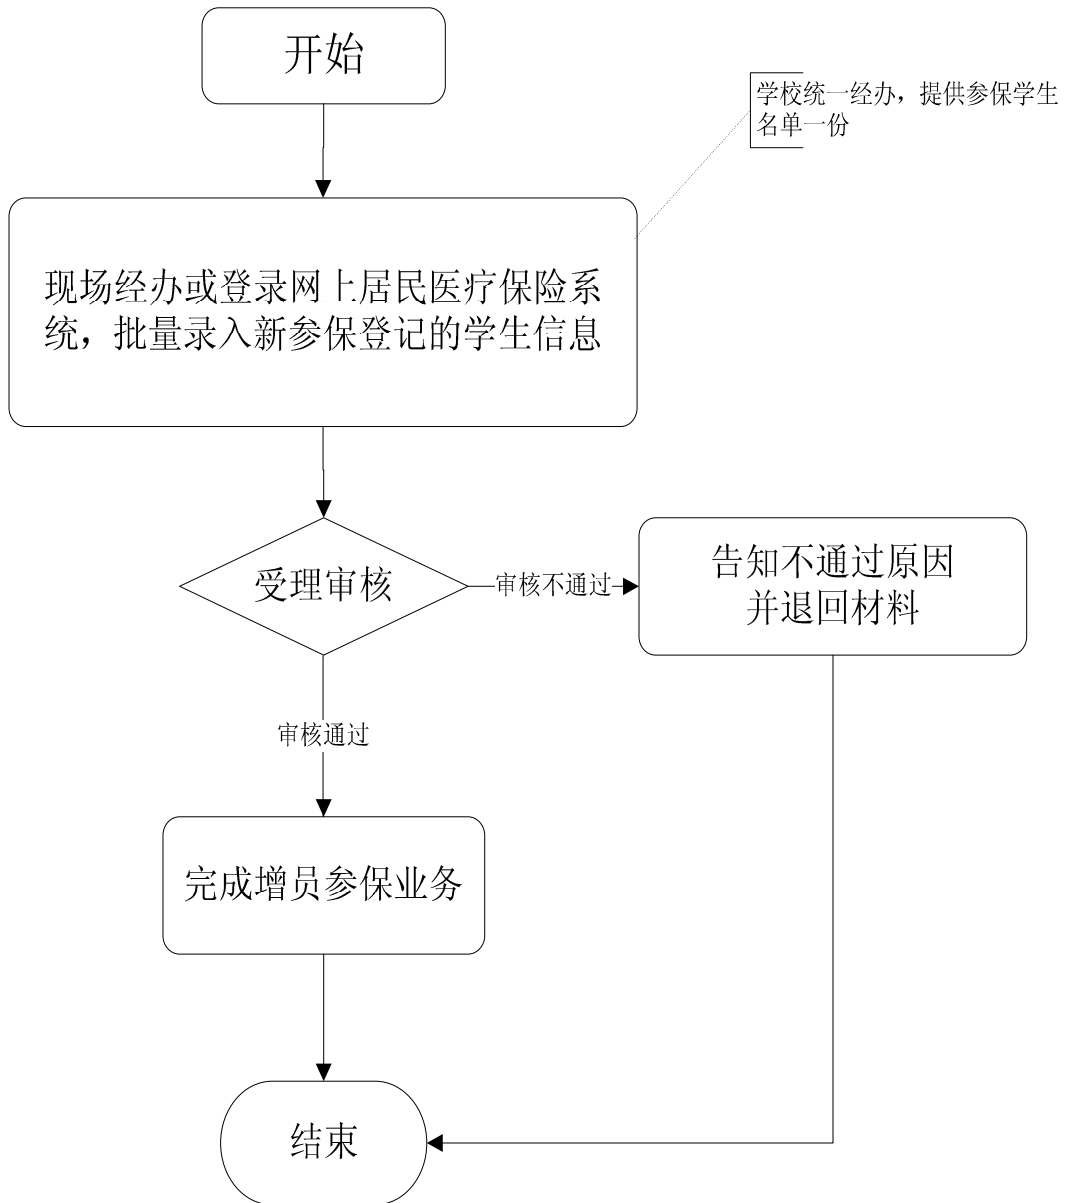 开始
学校统一经办，提供参保学生
名单一份
现场经办或登录网上居民医疗保险系
统，批量录入新参保登记的学生信息
受理审核
审核不通过
告知不通过原因
并退回材料
审核通过
完成增员参保业务
结束